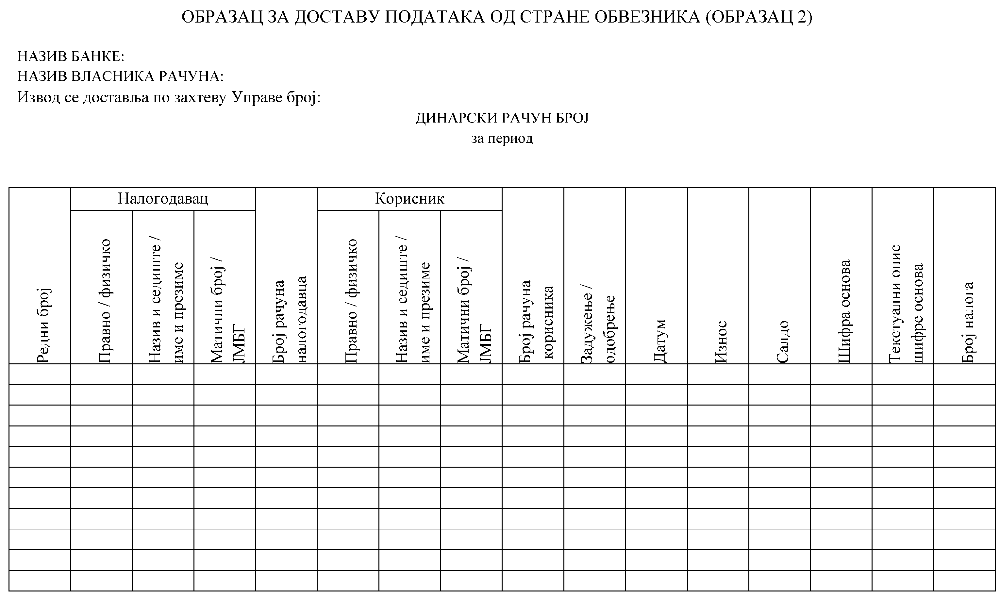 ОБРАЗАЦ ЗА ДОСТАВУ ПОДАТАКА ОД СТРАНЕ ОБВЕЗНИКА (ОБРАЗАЦ 2)
НАЗИВ БАНКЕ:
НАЗИВ ВЛАСНИКА РАЧУНА:
Извод се доставља по захтеву Управе број:
ДИНАРСКИ РАЧУН БРОЈ
за период
Редни број
Налогодавац
Правно / физичко
Назив и седиште /
име и презиме
Матични број /
ЈМБГ
Број рачуна
налогодавца
Корисник
Правно / физичко
Назив и седиште /
име и презиме
Матични број /
ЈМБГ
Број рачуна
корисника
Задужење /
одобрење
Датум
Износ
Салдо
Шифра основа
Текстуални опис
шифре основа
Број налога